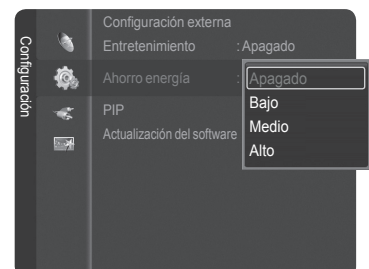 Configuración
Configuración externa
Entretenimiento : Apagado
Ahorro energía : Apagado
Bajo
PIP
Medio
Actualización del software
Alto